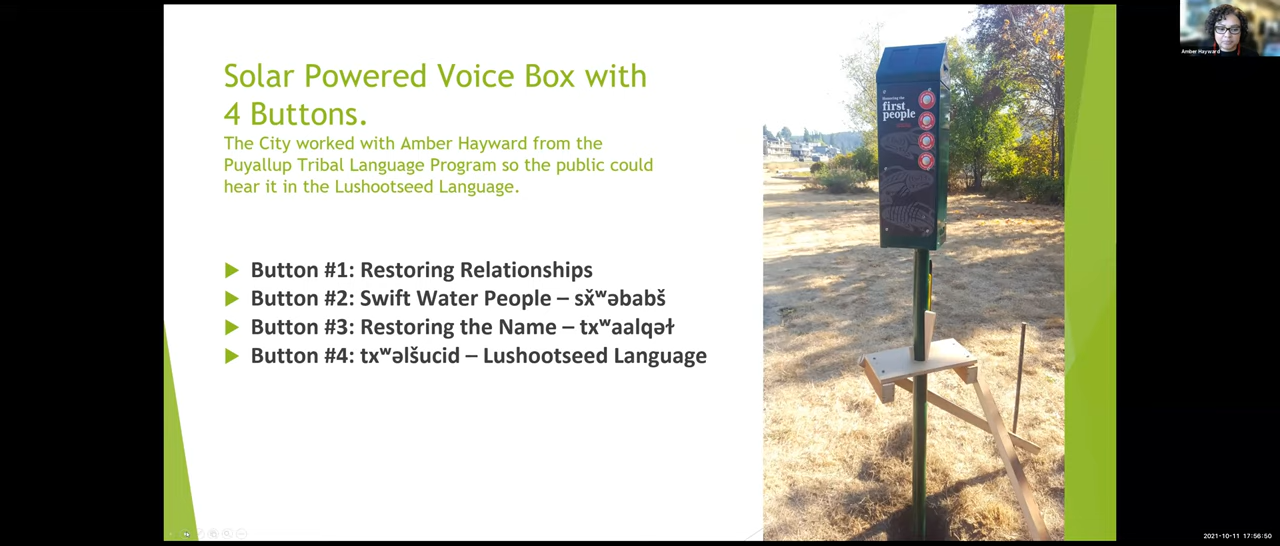 Solar Powered Voice Box with
4 Buttons.
The City worked with Amber Hayward from the
Puyallup Tribal Language Program so the public could
hear it in the Lushootseed Language.
Button #1: Restoring Relationships
Button #2: Swift Water People – sx̌ʷəbabš
Button #3: Restoring the Name – txʷaalqəɫ
Button #4: txʷəlšucid – Lushootseed Language
first
people
Amber Hayward
2021-10-11 17:56:50